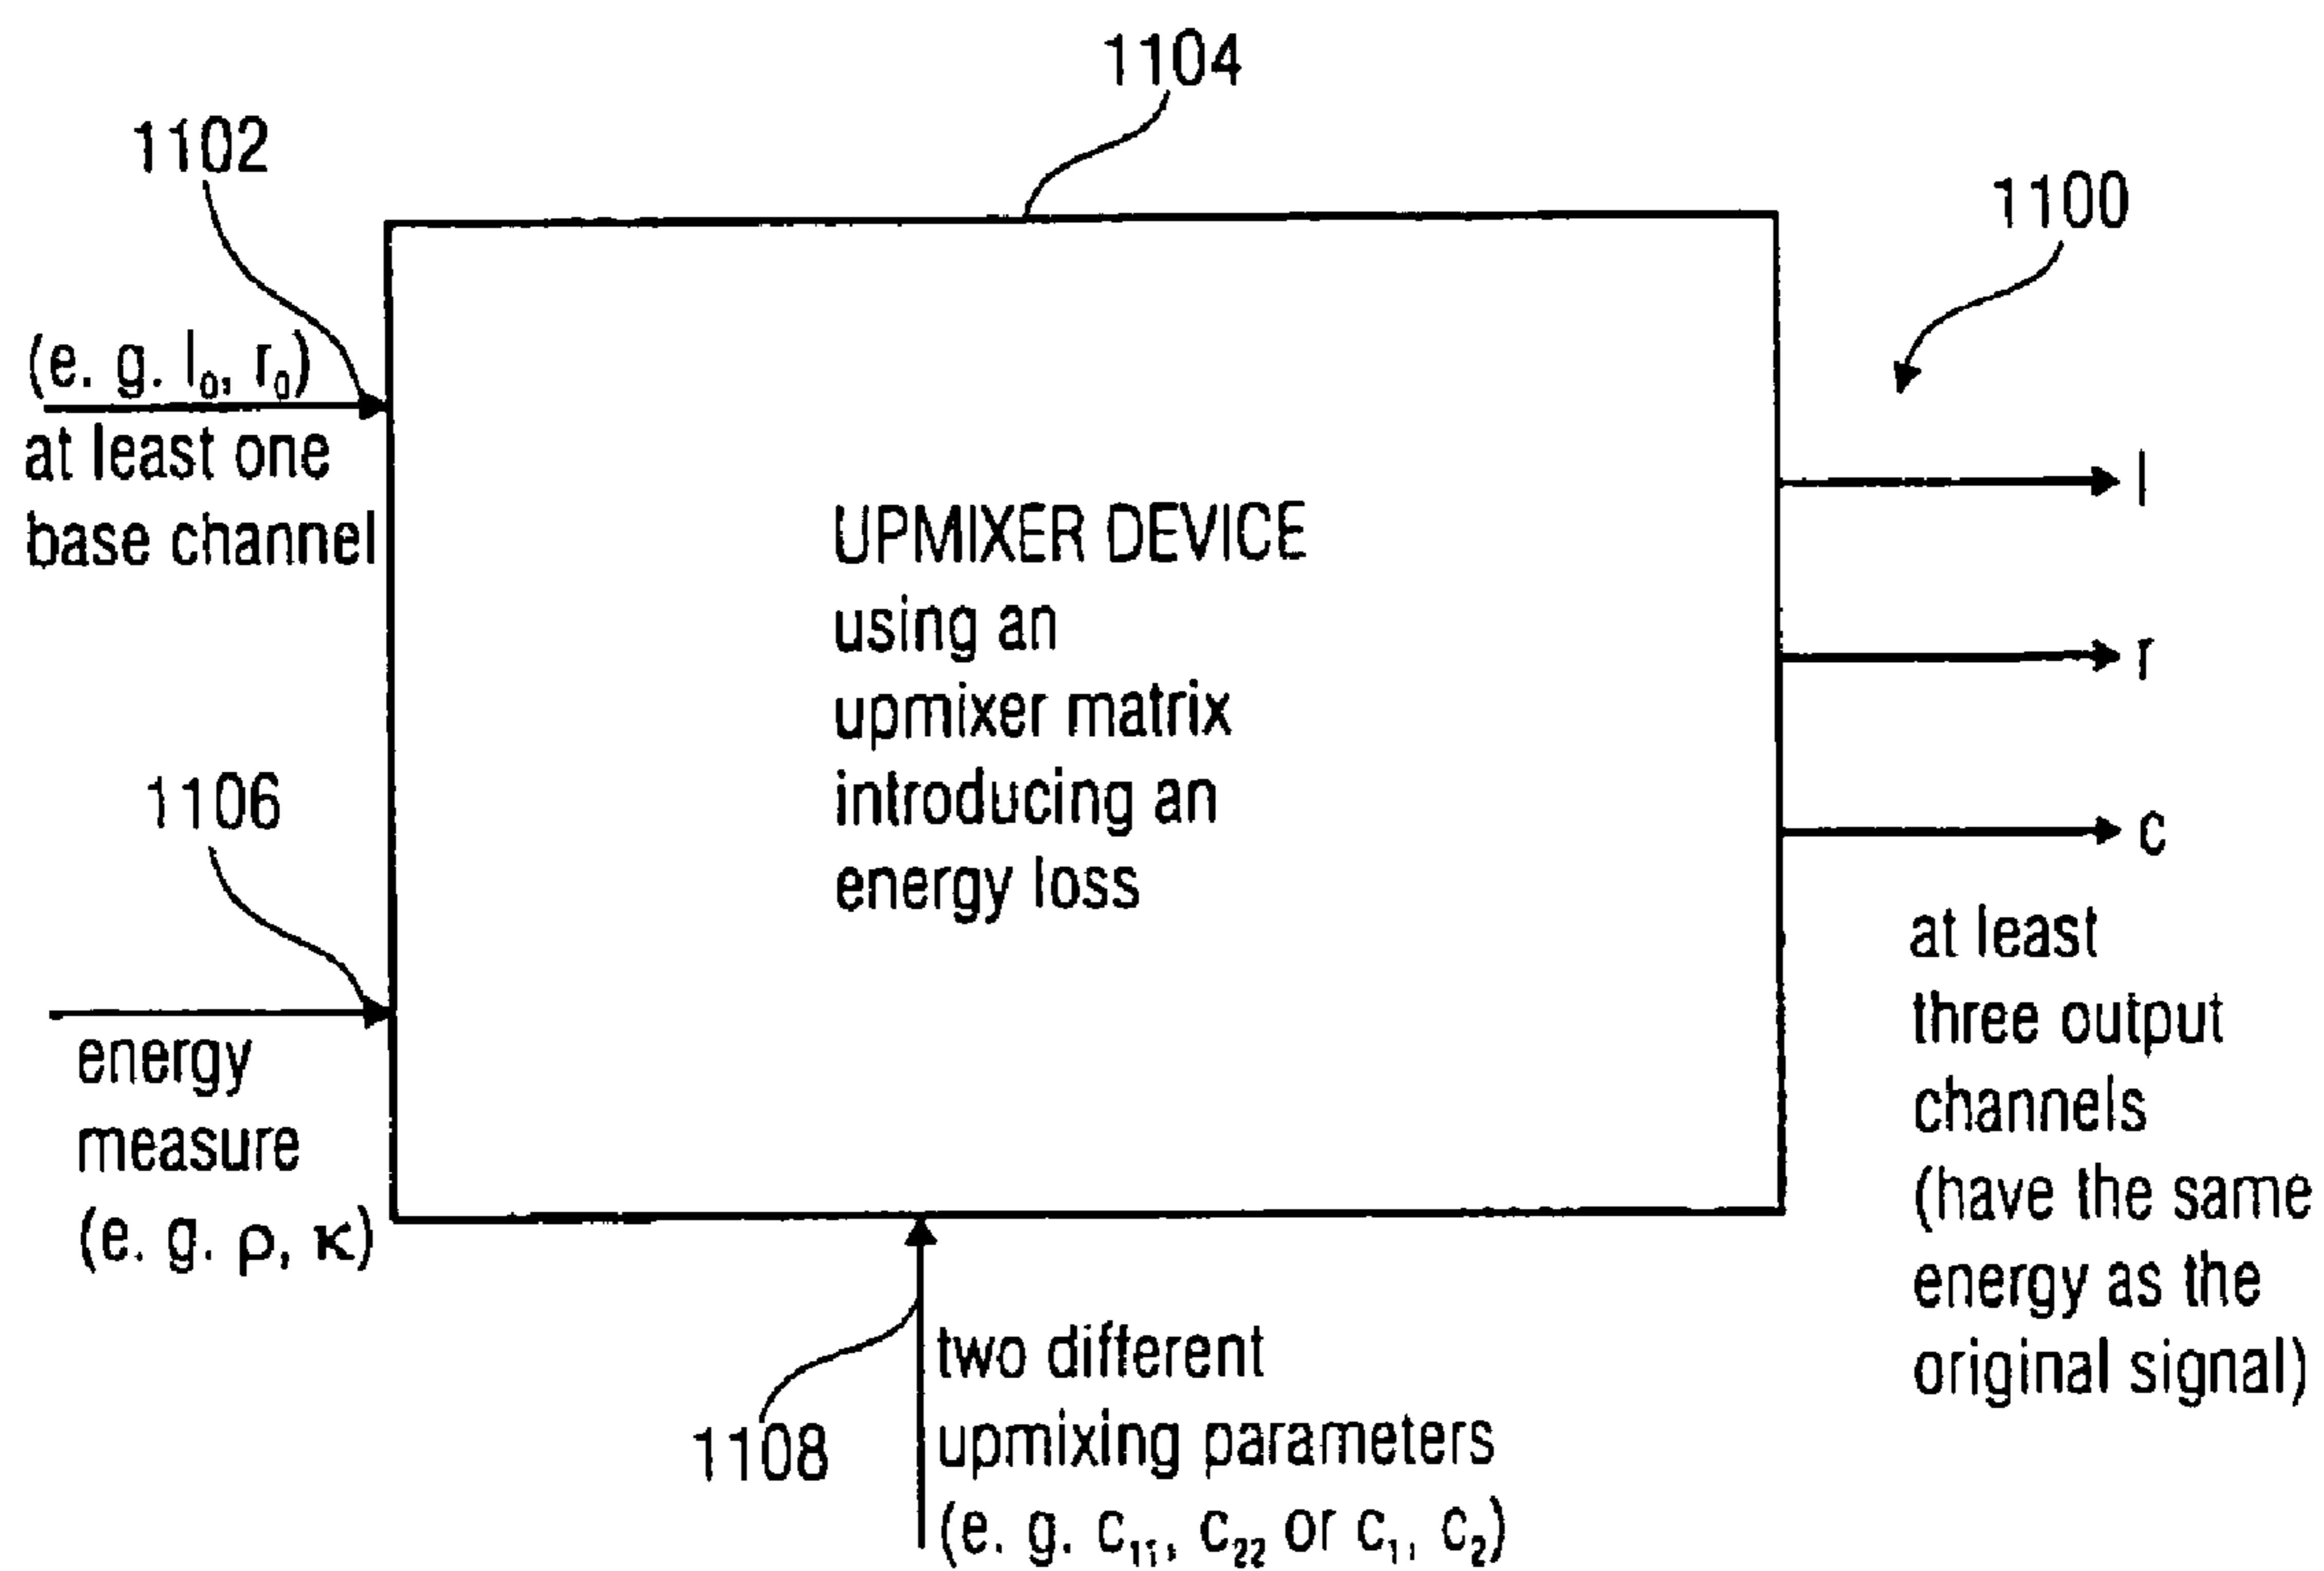 1104
1102
1100
(e. g. l₀, r₀)
at least one
base channel
UPMIXER DEVICE
using an
upmixer matrix
introducing an
energy loss
l
r
c
1106
energy
measure
(e. g. ρ, κ)
at least
three output
channels
(have the same
energy as the
original signal)
1108
two different
upmixing parameters
(e. g. c₁₁, c₂₂ or c₁, c₂)